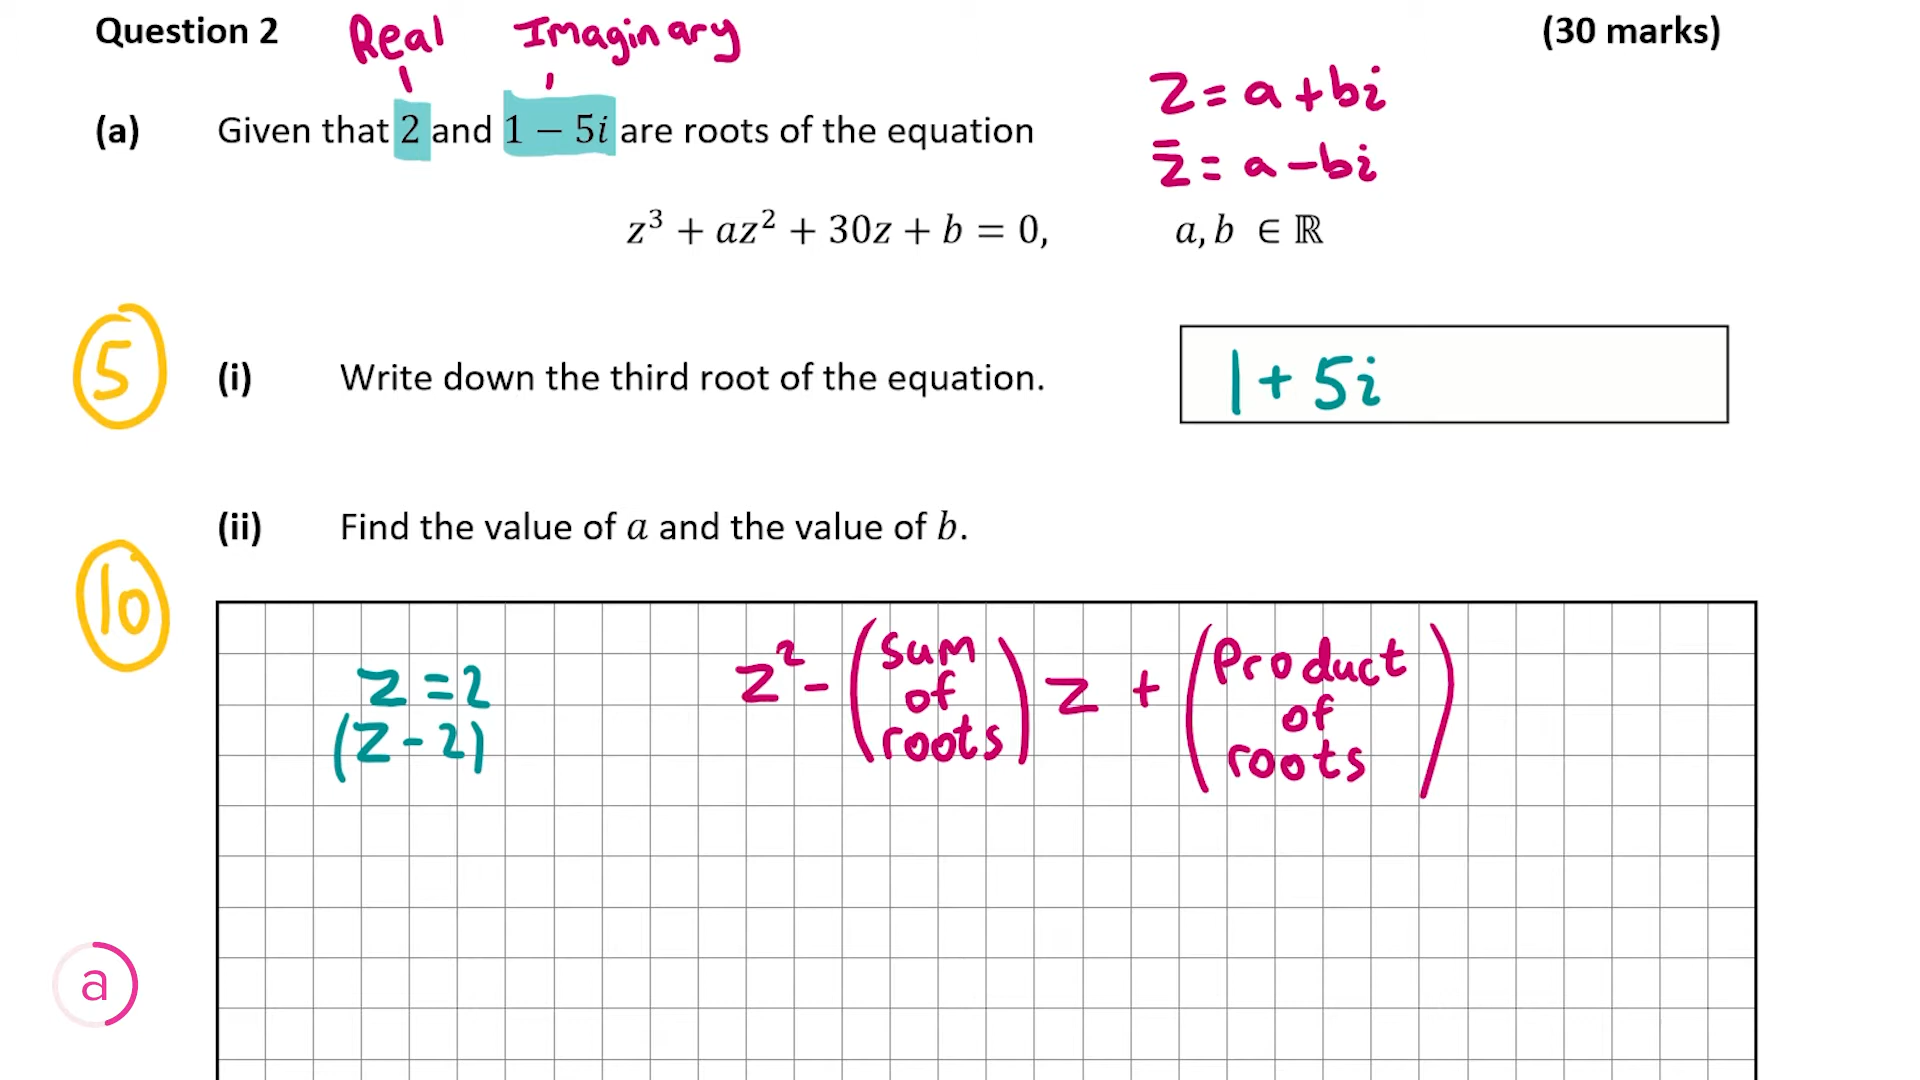 Question 2 Real Imaginary (30 marks)
z = a + bi
(a) Given that 2 and 1 − 5i are roots of the equation
z̄ = a − bi
z³ + az² + 30z + b = 0, a, b ∈ ℝ
5 (i) Write down the third root of the equation. 1 + 5i
(ii) Find the value of a and the value of b.
10
z = 2
(z − 2)
z² − (sum of roots) z + (Product of roots)
a